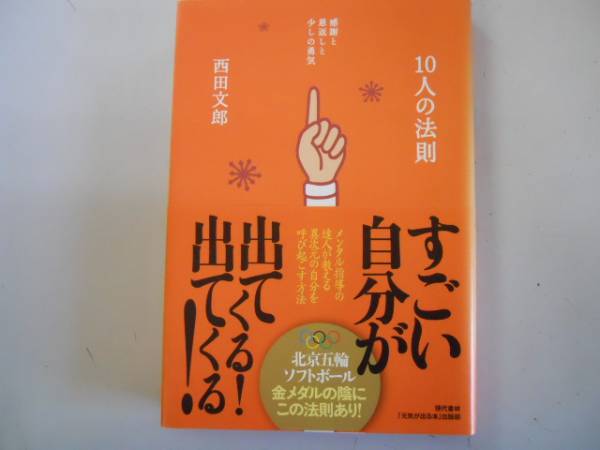 10人の法則
感謝と
恩返しと
少しの勇気
西田文郎
すごい
自分が
出てくる!
出てくる!
メンタル指導の
達人が教える
異次元の自分を
呼び起こす方法
北京五輪
ソフトボール
金メダルの陰に
この法則あり!
現代書林
「元気が出る本」出版部